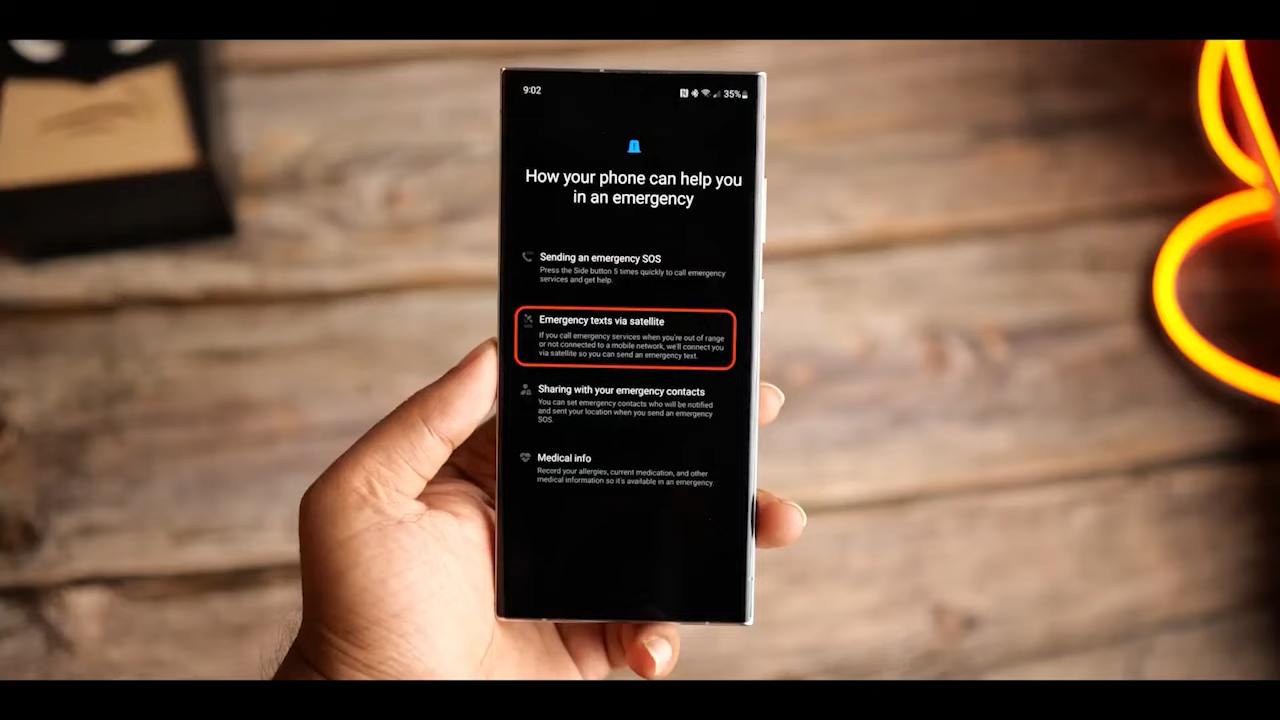 9:02
35%
How your phone can help you
in an emergency
Sending an emergency SOS
Press the Side button 5 times quickly to call emergency
services and get help.
Emergency texts via satellite
If you call emergency services when you're out of range
or not connected to a mobile network, we'll connect you
via satellite so you can send an emergency text.
Sharing with your emergency contacts
You can set emergency contacts who will be notified
and sent your location when you send an emergency
SOS.
Medical info
Record your allergies, current medication, and other
medical information so it's available in an emergency.